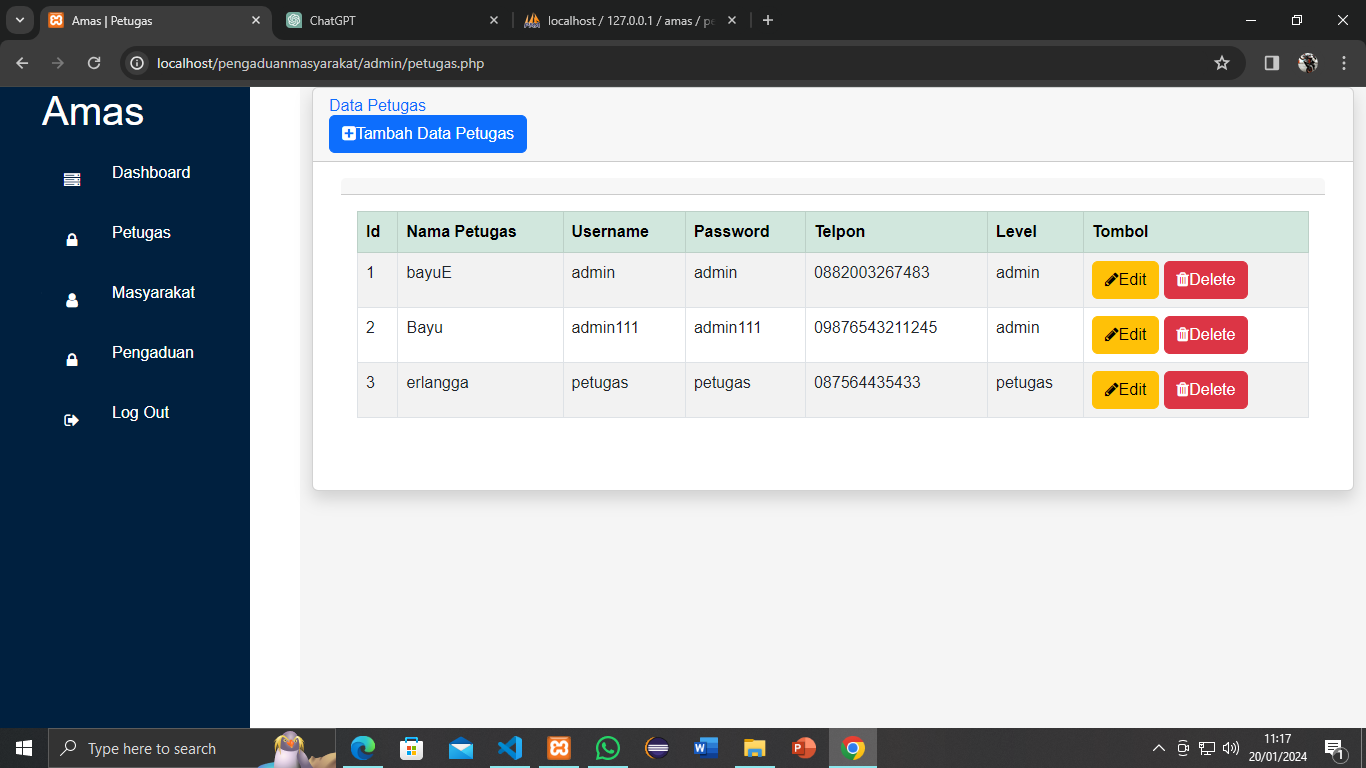 Amas | Petugas
ChatGPT
localhost / 127.0.0.1 / amas / pe
localhost/pengaduanmasyarakat/admin/petugas.php
Amas
Dashboard
Petugas
Masyarakat
Pengaduan
Log Out
Data Petugas
Tambah Data Petugas
Id Nama Petugas Username Password Telpon Level Tombol
1 bayuE admin admin 0882003267483 admin Edit Delete
2 Bayu admin111 admin111 09876543211245 admin Edit Delete
3 erlangga petugas petugas 087564435433 petugas Edit Delete
Type here to search
11:17
20/01/2024
1